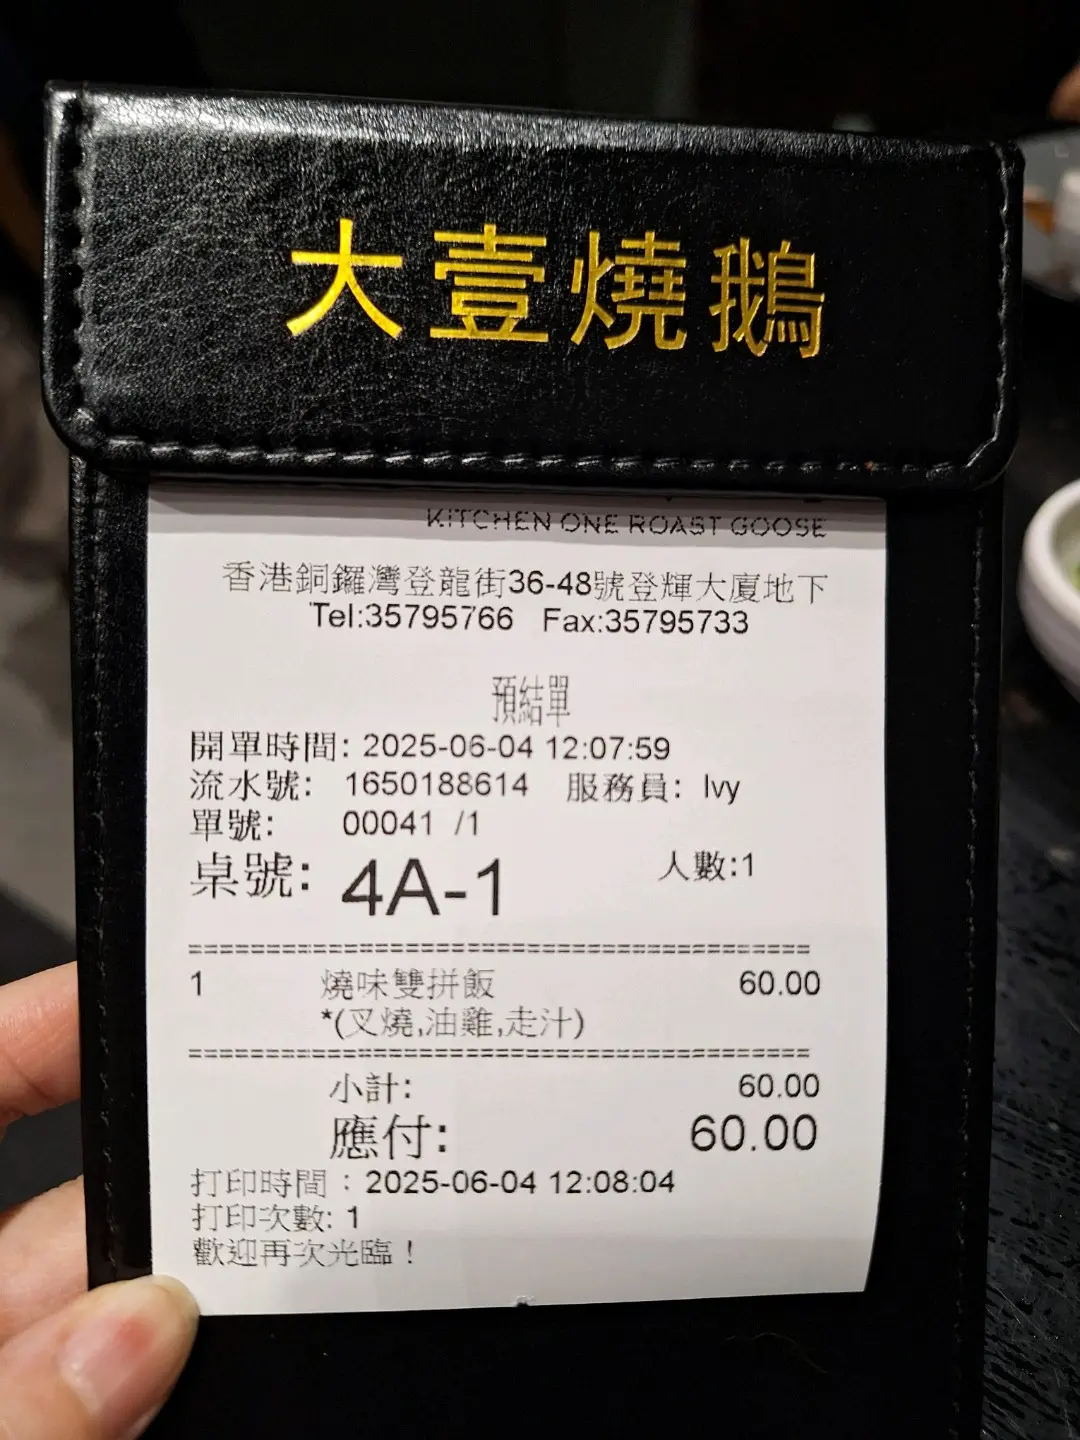 大壹燒鵝
KITCHEN ONE ROAST GOOSE
香港銅鑼灣登龍街36-48號登輝大廈地下
Tel:35795766 Fax:35795733
預結單
開單時間: 2025-06-04 12:07:59
流水號: 1650188614 服務員: Ivy
單號: 00041 /1
桌號: 4A-1 人數:1
===============================================
1 燒味雙拼飯 60.00
*(叉燒,油雞,走汁)
===============================================
小計: 60.00
應付: 60.00
打印時間：2025-06-04 12:08:04
打印次數: 1
歡迎再次光臨！